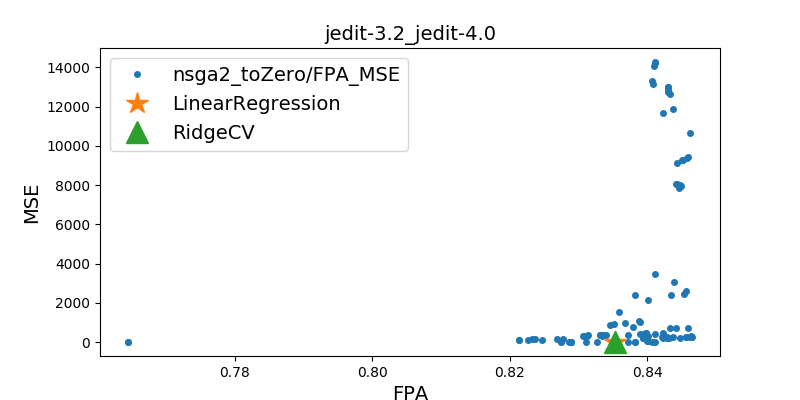 jedit-3.2_jedit-4.0
nsga2_toZero/FPA_MSE
LinearRegression
RidgeCV
MSE
14000
12000
10000
8000
6000
4000
2000
0
0.78
0.80
0.82
0.84
FPA